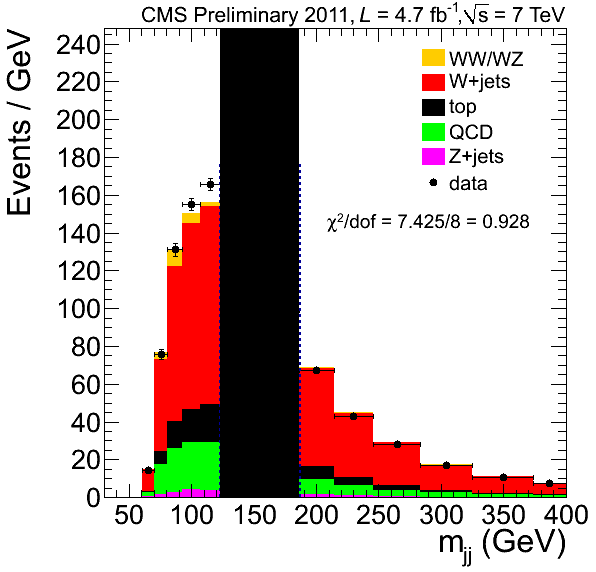 CMS Preliminary 2011, L = 4.7 fb⁻¹, √s = 7 TeV
Events / GeV
240
220
200
180
160
140
120
100
80
60
40
20
0
WW/WZ
W+jets
top
QCD
Z+jets
data
χ²/dof = 7.425/8 = 0.928
50 100 150 200 250 300 350 400
m_jj (GeV)